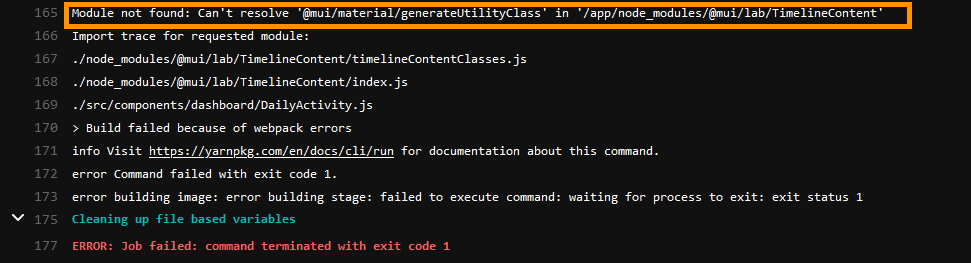 165 Module not found: Can't resolve '@mui/material/generateUtilityClass' in '/app/node_modules/@mui/lab/TimelineContent'
166 Import trace for requested module:
167 ./node_modules/@mui/lab/TimelineContent/timelineContentClasses.js
168 ./node_modules/@mui/lab/TimelineContent/index.js
169 ./src/components/dashboard/DailyActivity.js
170 > Build failed because of webpack errors
171 info Visit https://yarnpkg.com/en/docs/cli/run for documentation about this command.
172 error Command failed with exit code 1.
173 error building image: error building stage: failed to execute command: waiting for process to exit: exit status 1
175 Cleaning up file based variables
177 ERROR: Job failed: command terminated with exit code 1